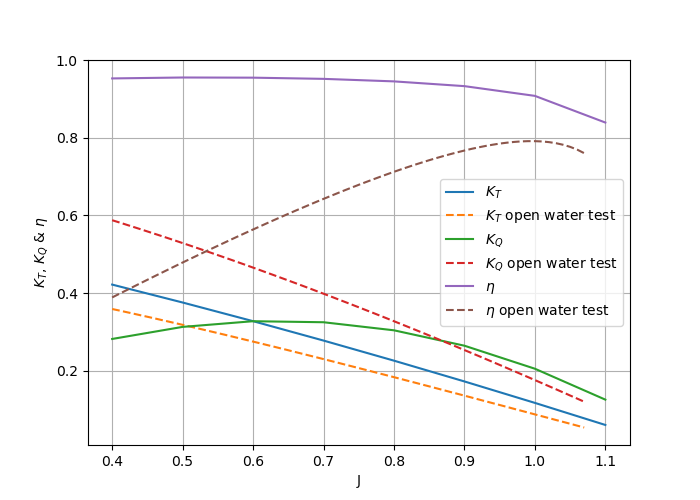 1.0
0.8
0.6
0.4
0.2
K_T, K_Q & η
0.4 0.5 0.6 0.7 0.8 0.9 1.0 1.1
J
K_T
K_T open water test
K_Q
K_Q open water test
η
η open water test